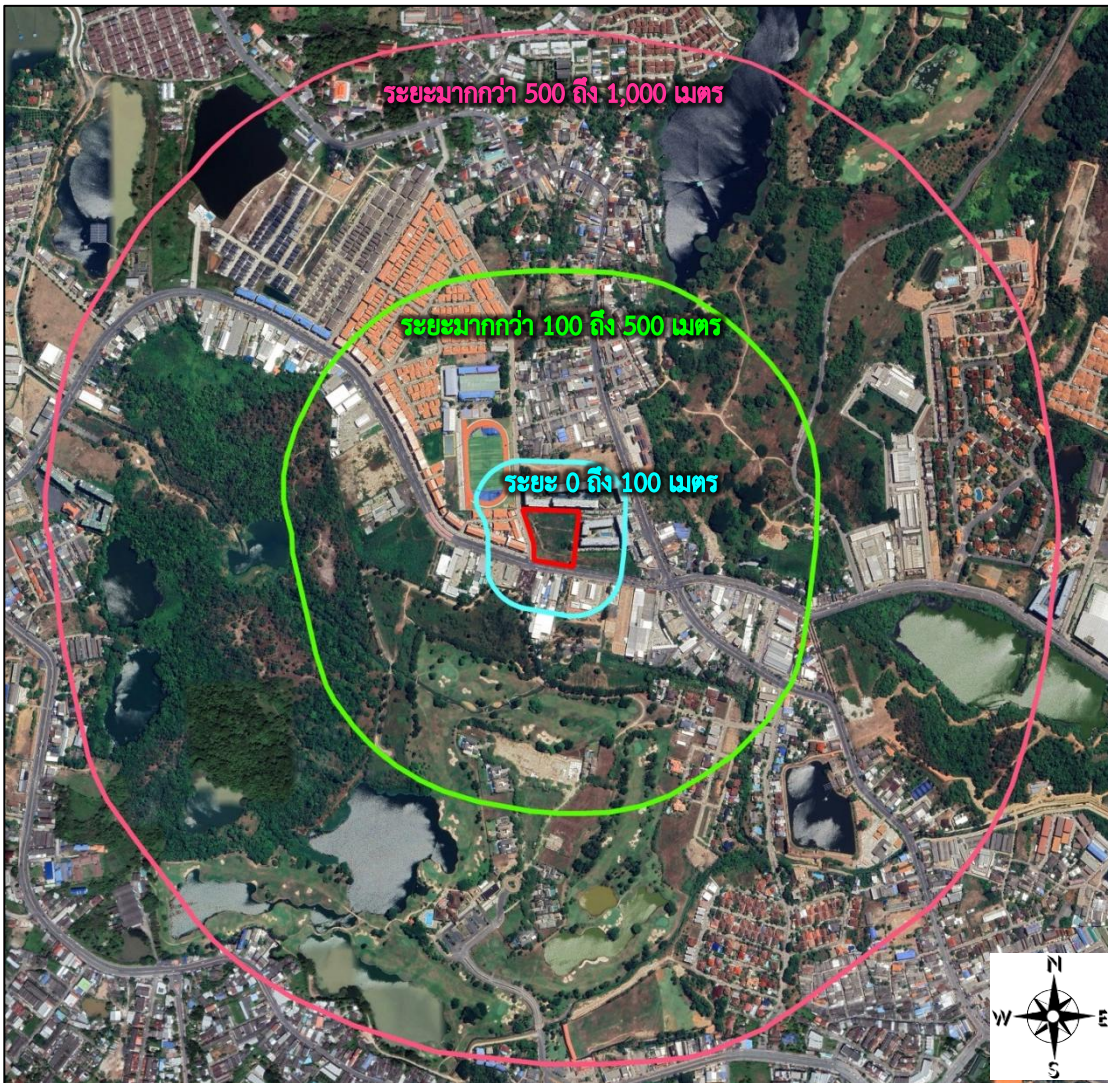 ระยะมากกว่า 500 ถึง 1,000 เมตร
ระยะมากกว่า 100 ถึง 500 เมตร
ระยะ 0 ถึง 100 เมตร
N
W E
S